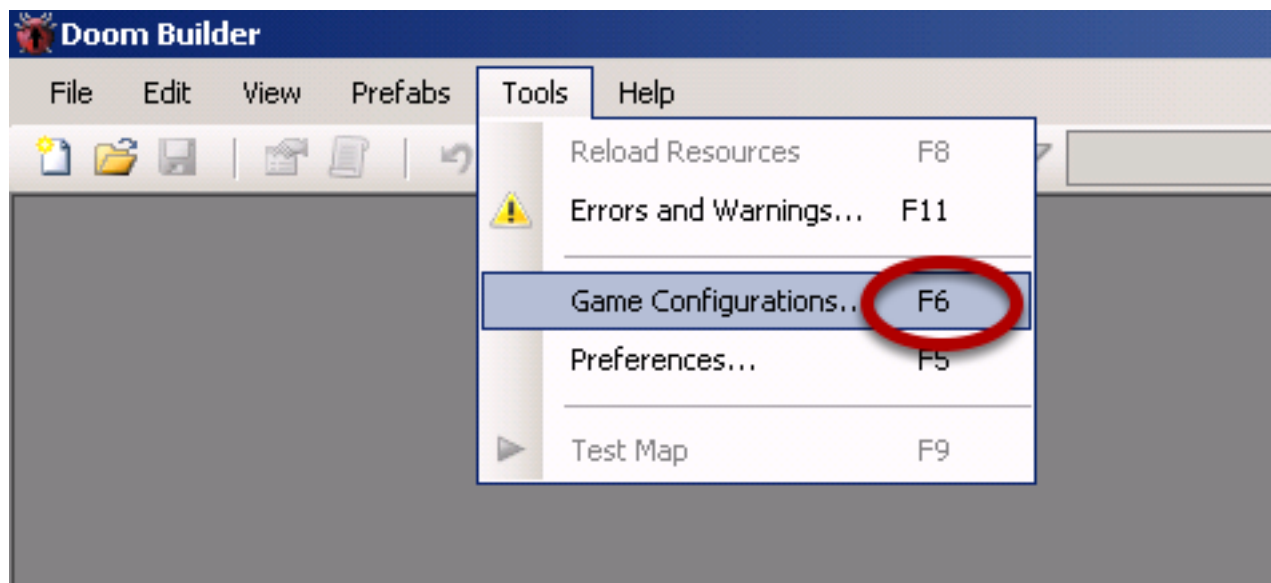 Doom Builder
File Edit View Prefabs Tools Help
Reload Resources F8
Errors and Warnings... F11
Game Configurations... F6
Preferences... F5
Test Map F9